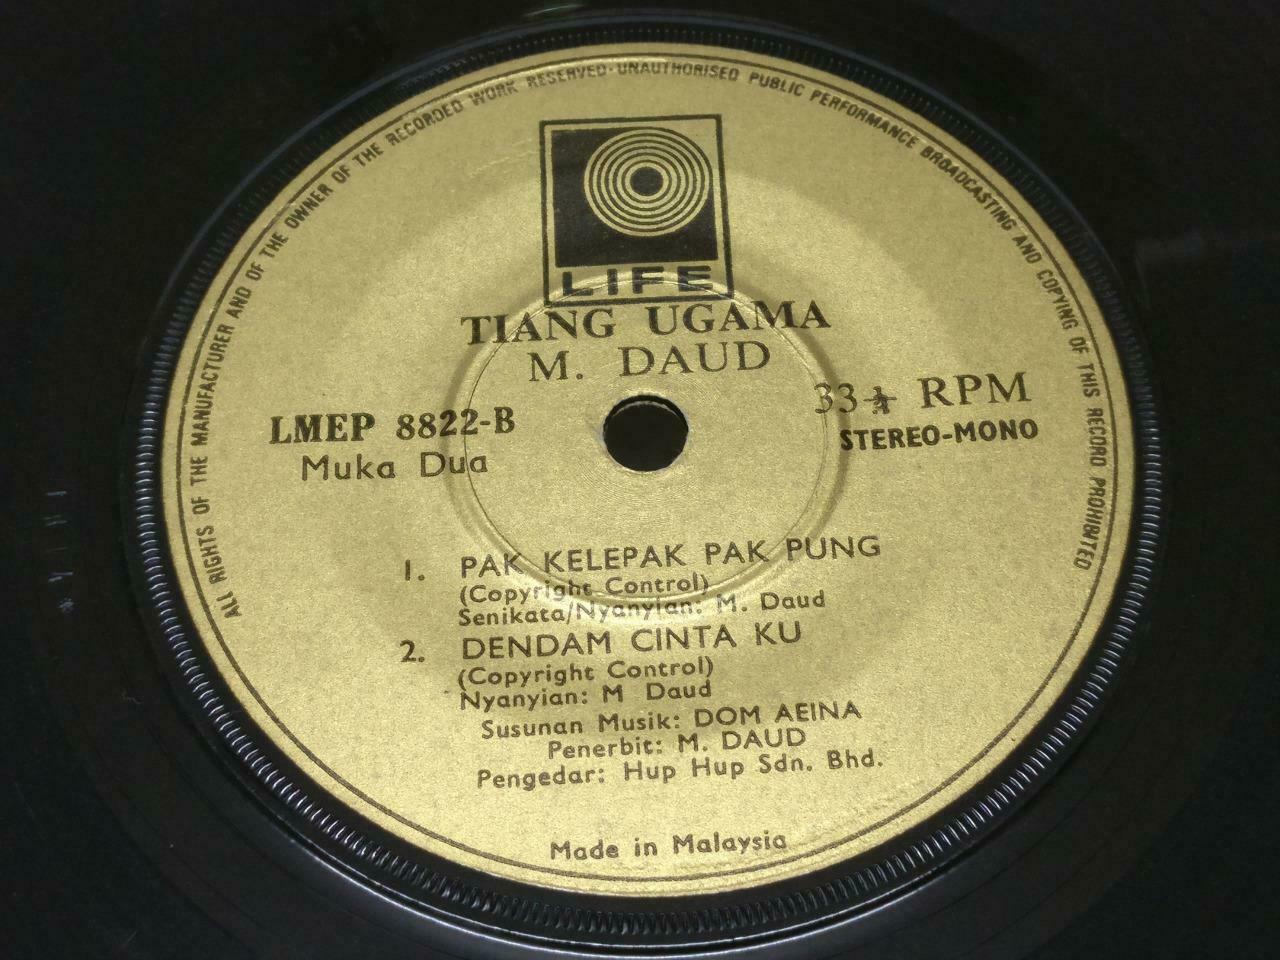 ALL RIGHTS OF THE MANUFACTURER AND OF THE OWNER OF THE RECORDED WORK RESERVED·UNAUTHORISED PUBLIC PERFORMANCE BROADCASTING AND COPYING OF THIS RECORD PROHIBITED
LIFE
TIANG UGAMA
M. DAUD
LMEP 8822-B
Muka Dua
33⅓ RPM
STEREO-MONO
1. PAK KELEPAK PAK PUNG
(Copyright Control)
Senikata/Nyanyian: M. Daud
2. DENDAM CINTA KU
(Copyright Control)
Nyanyian: M Daud
Susunan Musik: DOM AEINA
Penerbit: M. DAUD
Pengedar: Hup Hup Sdn. Bhd.
Made in Malaysia